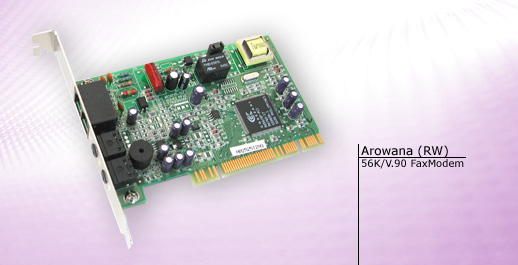 Arowana (RW)
56K/V.90 FaxModem